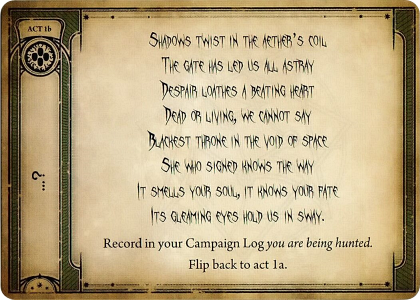 ACT 1b
...?
SHADOWS TWIST IN THE AETHER'S COIL
THE GATE HAS LED US ALL ASTRAY
DESPAIR LOATHES A BEATING HEART
DEAD OR LIVING, WE CANNOT SAY
BLACKEST THRONE IN THE VOID OF SPACE
SHE WHO SIGNED KNOWS THE WAY
IT SMELLS YOUR SOUL, IT KNOWS YOUR FATE
ITS GLEAMING EYES HOLD US IN SWAY.
Record in your Campaign Log you are being hunted.
Flip back to act 1a.